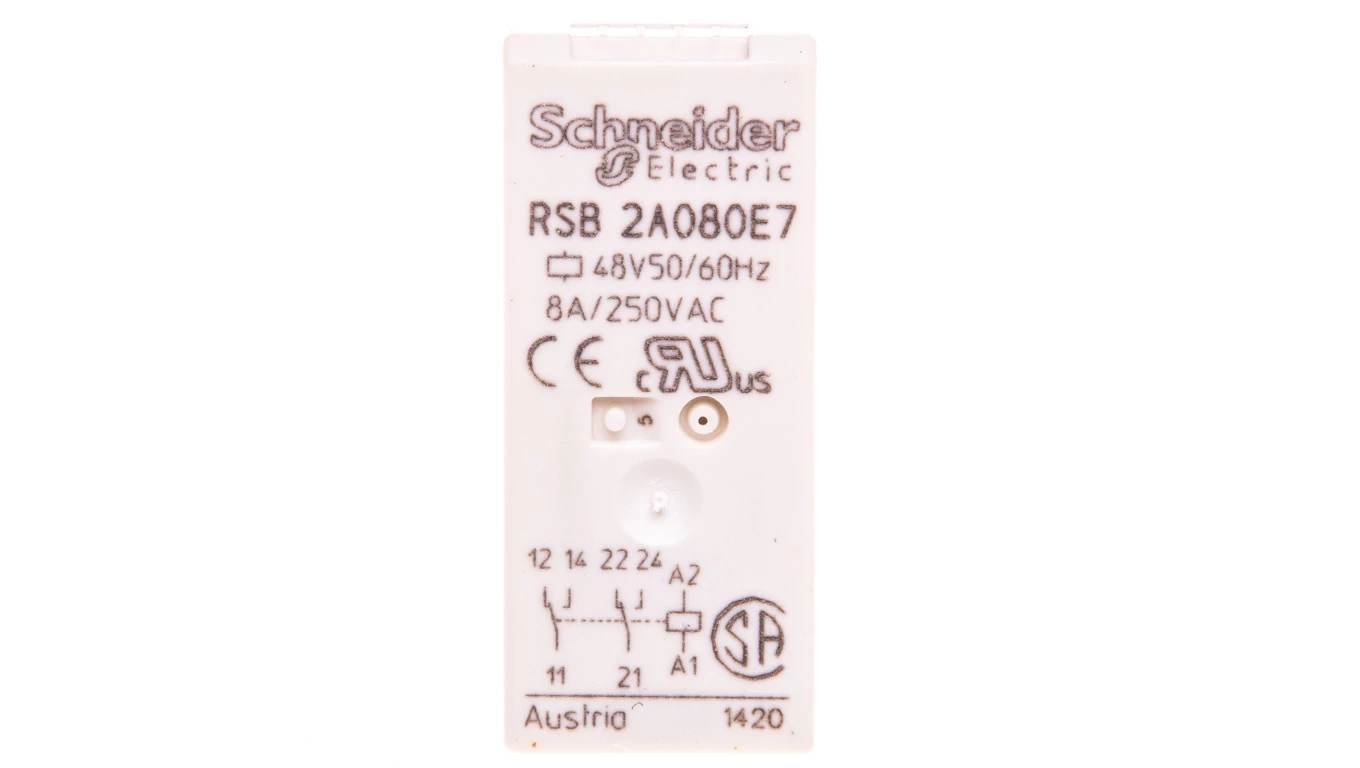 Schneider
Electric
RSB 2A080E7
48V50/60Hz
8A/250VAC
CE cRUus
5
12 14 22 24
A2
SA
A1
11 21
Austria 1420